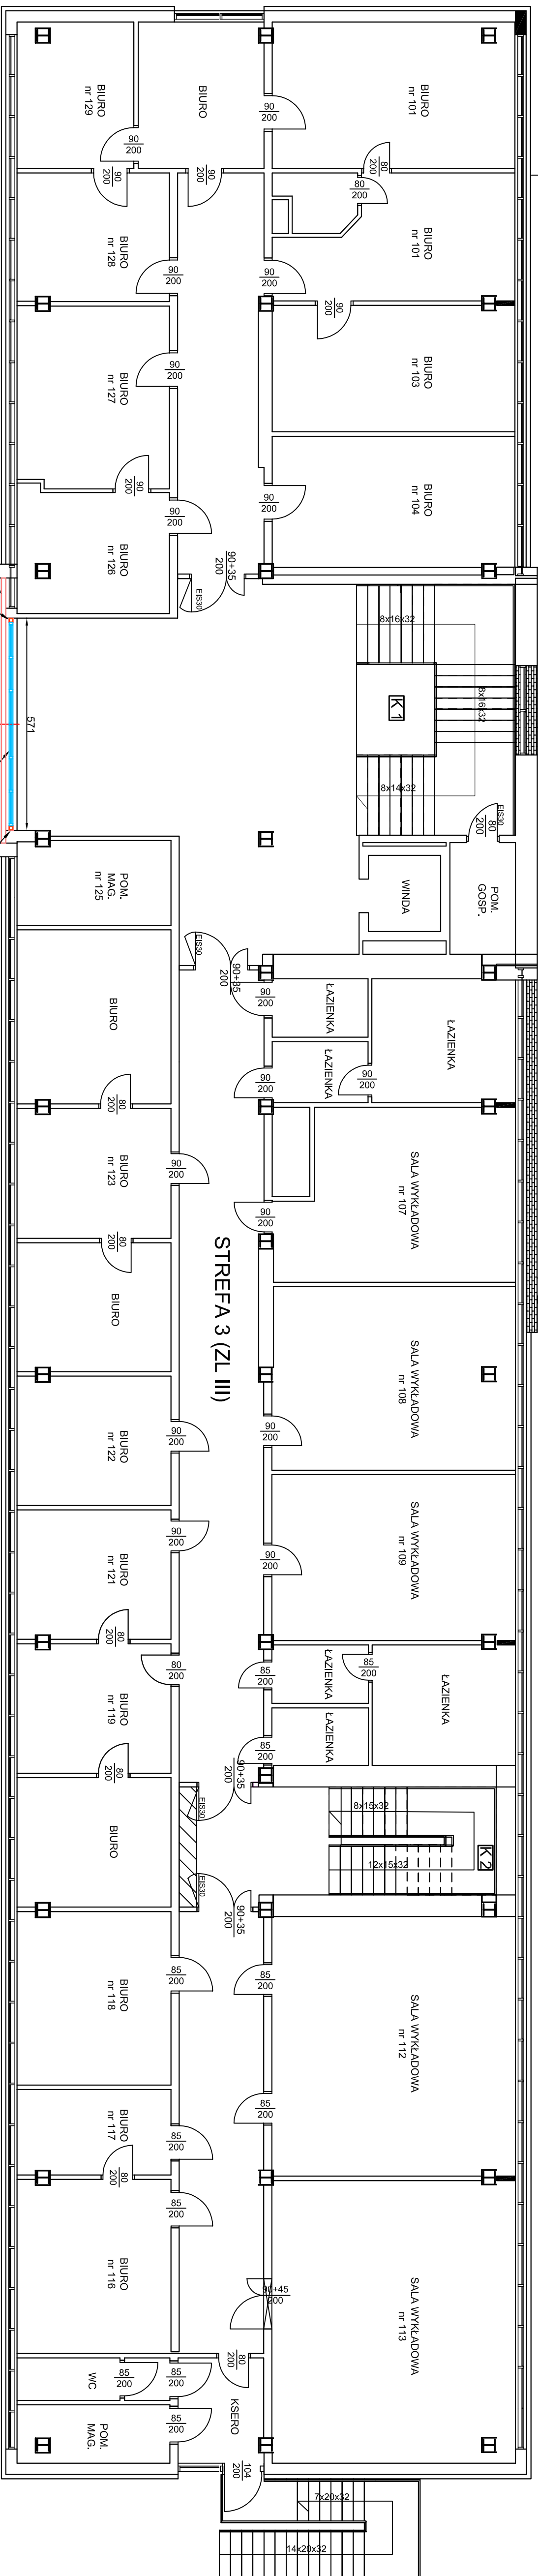 BIURO
nr 129
BIURO
BIURO
nr 101
90
200
90
200
90
200
90
200
80
200
80
200
BIURO
nr 128
BIURO
nr 101
90
200
90
200
90
200
BIURO
nr 127
BIURO
nr 103
90
200
90
200
BIURO
nr 104
90
200
90
200
BIURO
nr 126
90+35
200
EIS30
8x16x32
8x16x32
K 1
571
8x14x32
EIS30
80
200
POM.
MAG.
nr 125
WINDA
POM.
GOSP.
EIS30
90+35
200
90
200
ŁAZIENKA
ŁAZIENKA
BIURO
90
200
ŁAZIENKA
90
200
80
200
BIURO
nr 123
90
200
SALA WYKŁADOWA
nr 107
90
200
80
200
STREFA 3 (ZL III)
BIURO
SALA WYKŁADOWA
nr 108
BIURO
nr 122
90
200
90
200
BIURO
nr 121
90
200
90
200
SALA WYKŁADOWA
nr 109
80
200
BIURO
nr 119
80
200
85
200
ŁAZIENKA
85
200
ŁAZIENKA
ŁAZIENKA
85
200
80
200
90+35
200
EIS30
BIURO
8x15x32
K 2
12x15x32
EIS30
90+35
200
BIURO
nr 118
85
200
85
200
SALA WYKŁADOWA
nr 112
BIURO
nr 117
85
200
85
200
80
200
BIURO
nr 116
85
200
90+45
200
SALA WYKŁADOWA
nr 113
80
200
WC
85
200
85
200
KSERO
POM.
MAG.
85
200
104
200
7x20x32
14x20x32